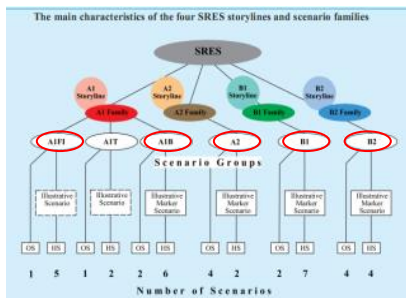 The main characteristics of the four SRES storylines and scenario families
SRES
A1
Storyline
A2
Storyline
B1
Storyline
B2
Storyline
A1 Family
A2 Family
B1 Family
B2 Family
A1FI
A1T
A1B
A2
B1
B2
Scenario Groups
Illustrative
Scenario
Illustrative
Scenario
Illustrative
Marker
Scenario
Illustrative
Marker
Scenario
Illustrative
Marker
Scenario
Illustrative
Marker
Scenario
OS HS OS HS OS HS OS HS OS HS OS HS
1 5 1 2 2 6 4 2 2 7 4 4
Number of Scenarios